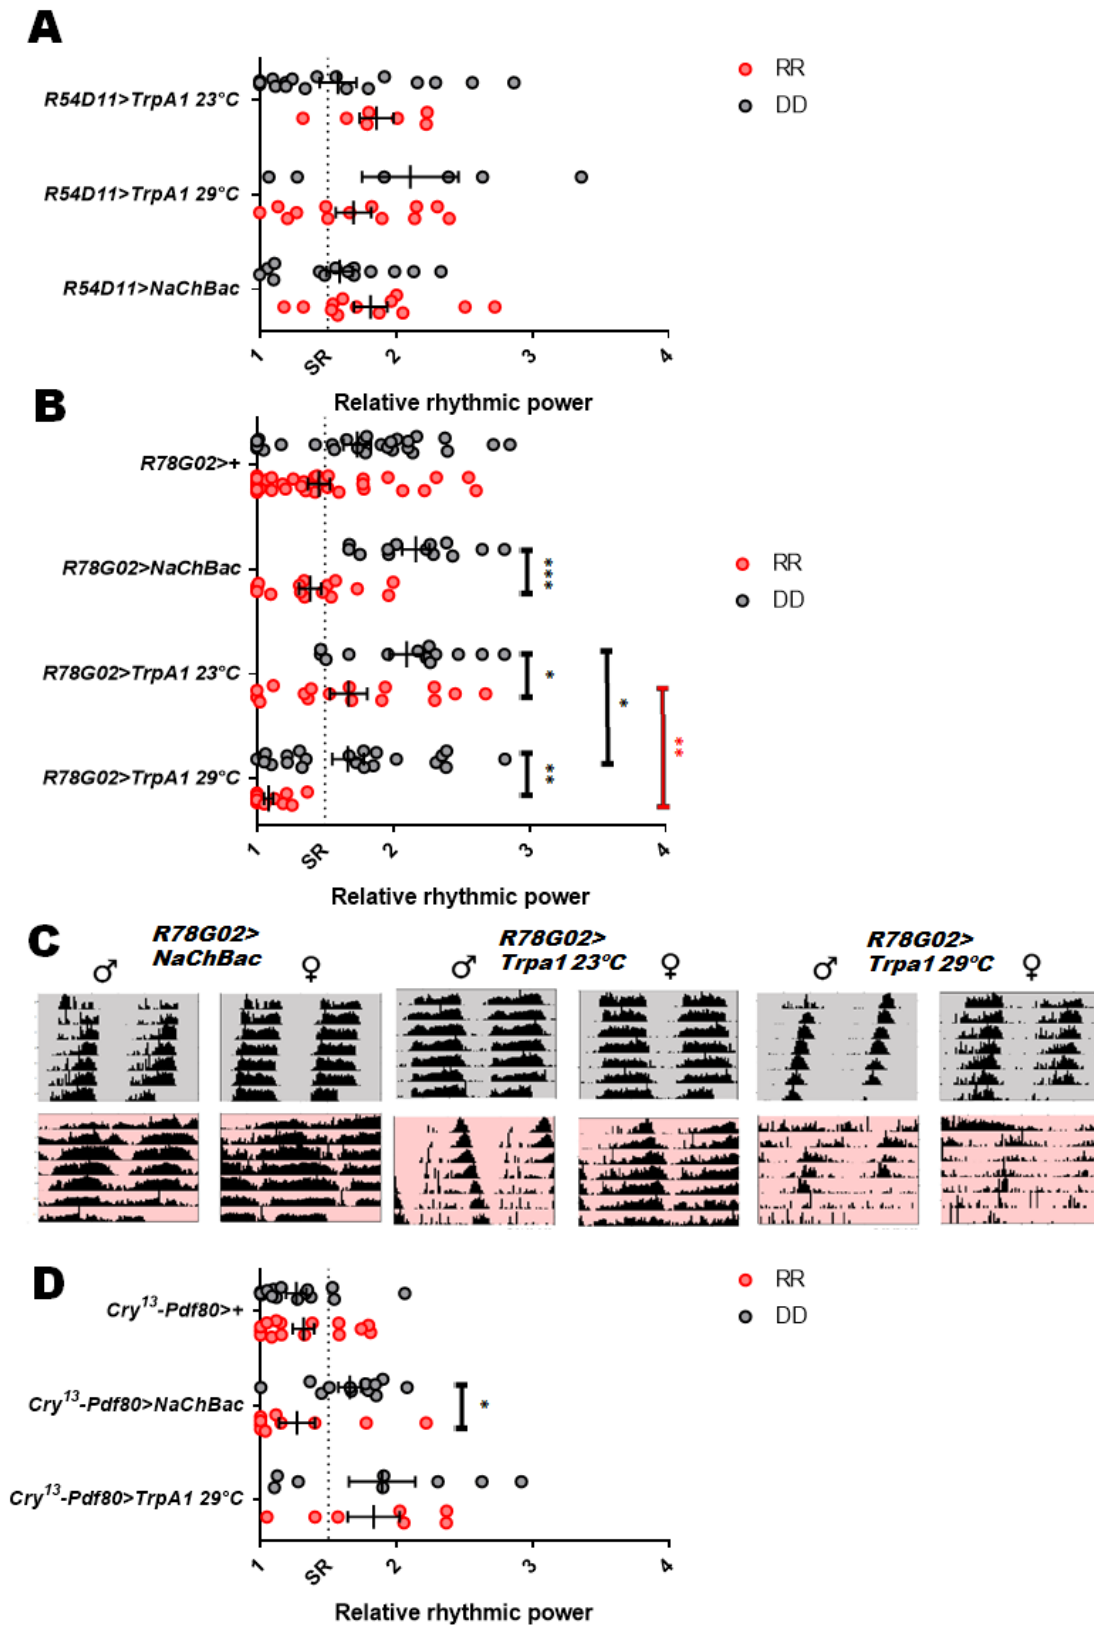 A
RR
DD
R54D11>TrpA1 23°C
R54D11>TrpA1 29°C
R54D11>NaChBac
1 SR 2 3 4
Relative rhythmic power
B
R78G02>+
R78G02>NaChBac
***
RR
DD
R78G02>TrpA1 23°C
*
*
**
R78G02>TrpA1 29°C
**
1 SR 2 3 4
Relative rhythmic power
C
R78G02>
NaChBac
R78G02>
Trpa1 23°C
R78G02>
Trpa1 29°C
♂ ♀ ♂ ♀ ♂ ♀
D
RR
DD
Cry13-Pdf80>+
Cry13-Pdf80>NaChBac
*
Cry13-Pdf80>TrpA1 29°C
1 SR 2 3 4
Relative rhythmic power